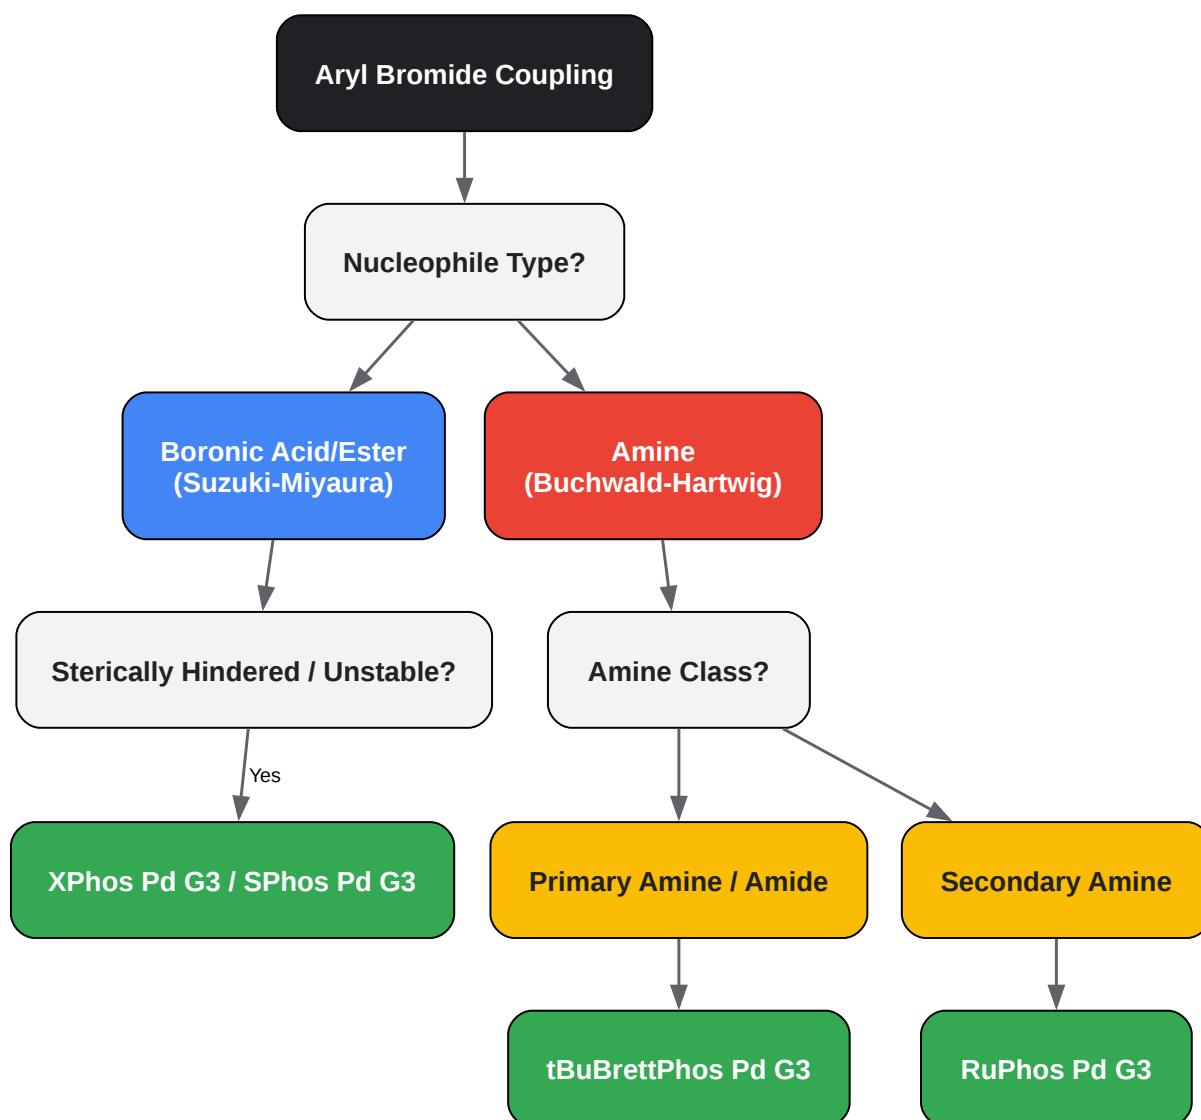 Aryl Bromide Coupling
Nucleophile Type?
Boronic Acid/Ester
(Suzuki-Miyaura)
Amine
(Buchwald-Hartwig)
Sterically Hindered / Unstable?
Amine Class?
Yes
XPhos Pd G3 / SPhos Pd G3
Primary Amine / Amide
Secondary Amine
tBuBrettPhos Pd G3
RuPhos Pd G3